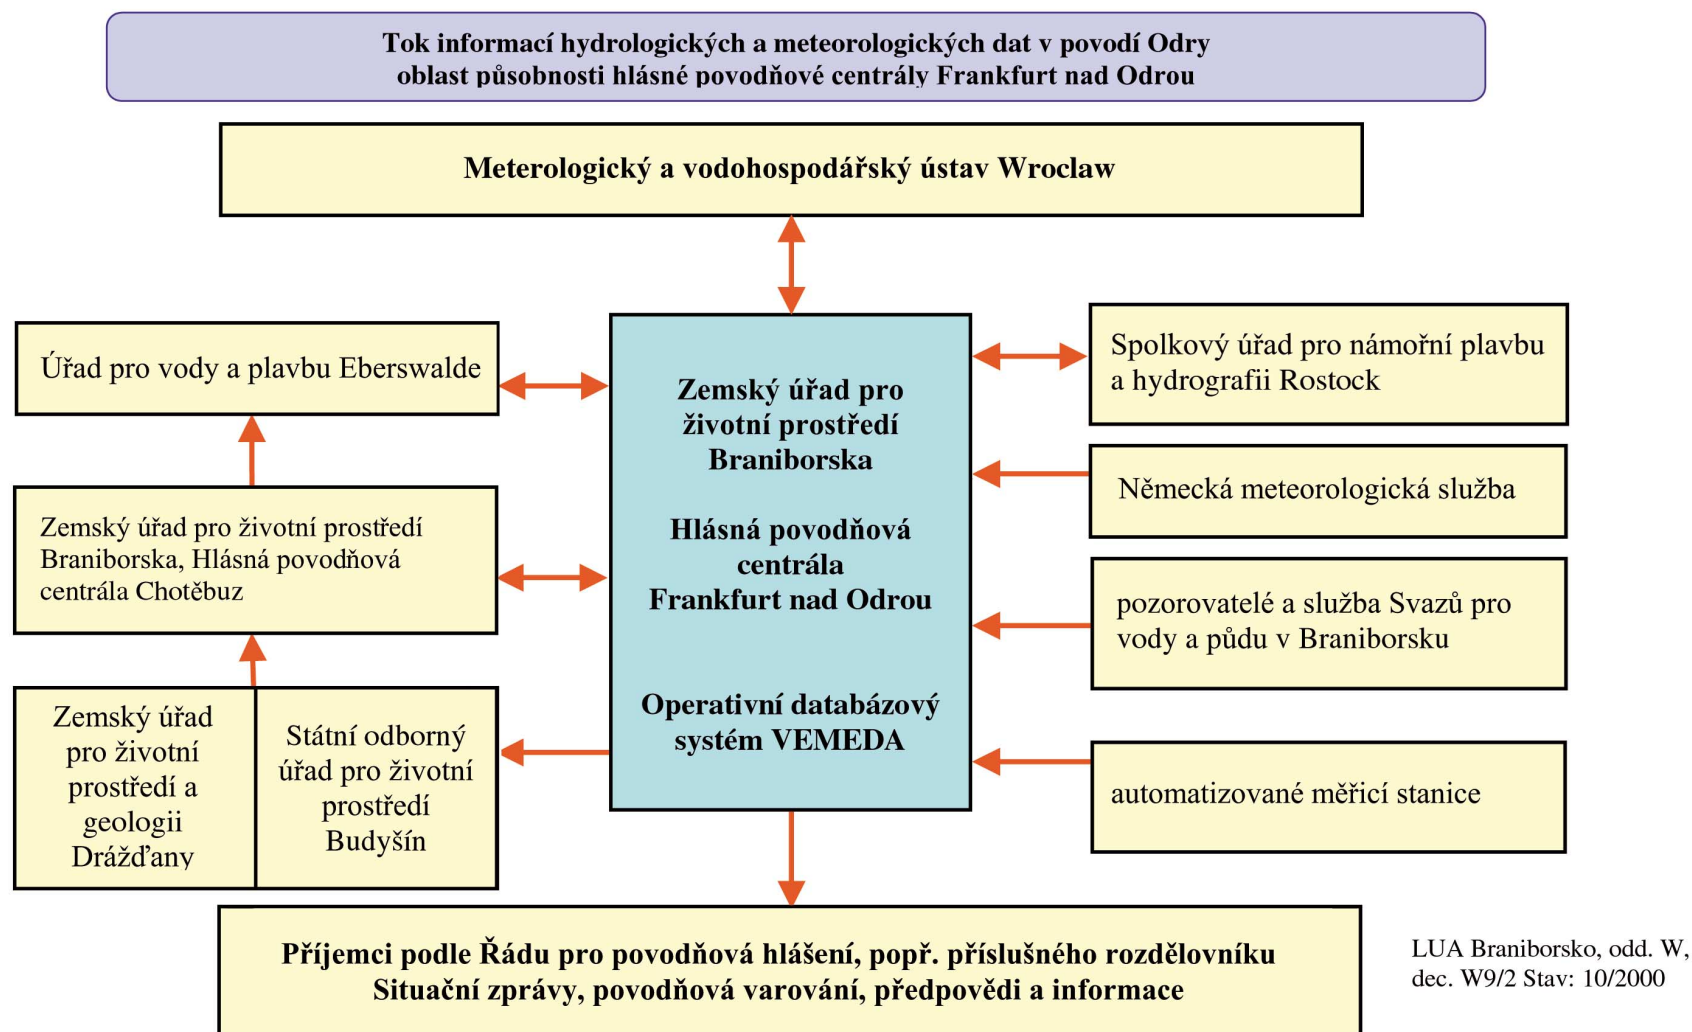 Tok informací hydrologických a meteorologických dat v povodí Odry
oblast působnosti hlásné povodňové centrály Frankfurt nad Odrou
Meterologický a vodohospodářský ústav Wroclaw
Úřad pro vody a plavbu Eberswalde
Zemský úřad pro životní prostředí
Braniborska, Hlásná povodňová
centrála Chotěbuz
Zemský úřad
pro životní
prostředí a
geologii
Drážďany
Státní odborný
úřad pro životní
prostředí
Budyšín
Zemský úřad pro
životní prostředí
Braniborska
Hlásná povodňová
centrála
Frankfurt nad Odrou
Operativní databázový
systém VEMEDA
Spolkový úřad pro námořní plavbu
a hydrografii Rostock
Německá meteorologická služba
pozorovatelé a služba Svazů pro
vody a půdu v Braniborsku
automatizované měřicí stanice
Příjemci podle Řádu pro povodňová hlášení, popř. příslušného rozdělovníku
Situační zprávy, povodňová varování, předpovědi a informace
LUA Braniborsko, odd. W,
dec. W9/2 Stav: 10/2000